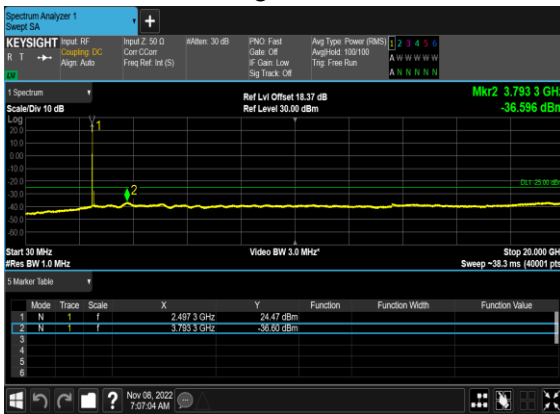 Spectrum Analyzer 1
Swept SA
KEYSIGHT Input: RF Input Z: 50 Ω #Atten: 30 dB PNO: Fast Avg Type: Power (RMS) 1 2 3 4 5 6
R T Coupling: DC Corr CCorr Gate: Off Avg|Hold: 100/100 A W W W W W
Align: Auto Freq Ref: Int (S) IF Gain: Low Trig: Free Run
LV Sig Track: Off A N N N N N
1 Spectrum Ref Lvl Offset 18.37 dB Mkr2 3.793 3 GHz
Scale/Div 10 dB Ref Level 30.00 dBm -36.596 dBm
Log
20.0 1
10.0
0.00
-10.0
-20.0 DL1 -25.00 dBm
-30.0 2
-40.0
-50.0
-60.0
Start 30 MHz Video BW 3.0 MHz* Stop 20.000 GH
#Res BW 1.0 MHz Sweep ~38.3 ms (40001 pts
5 Marker Table
Mode Trace Scale X Y Function Function Width Function Value
1 N 1 f 2.497 3 GHz 24.47 dBm
2 N 1 f 3.793 3 GHz -36.60 dBm
3
4
5
6
? Nov 08, 2022
7:07:04 AM